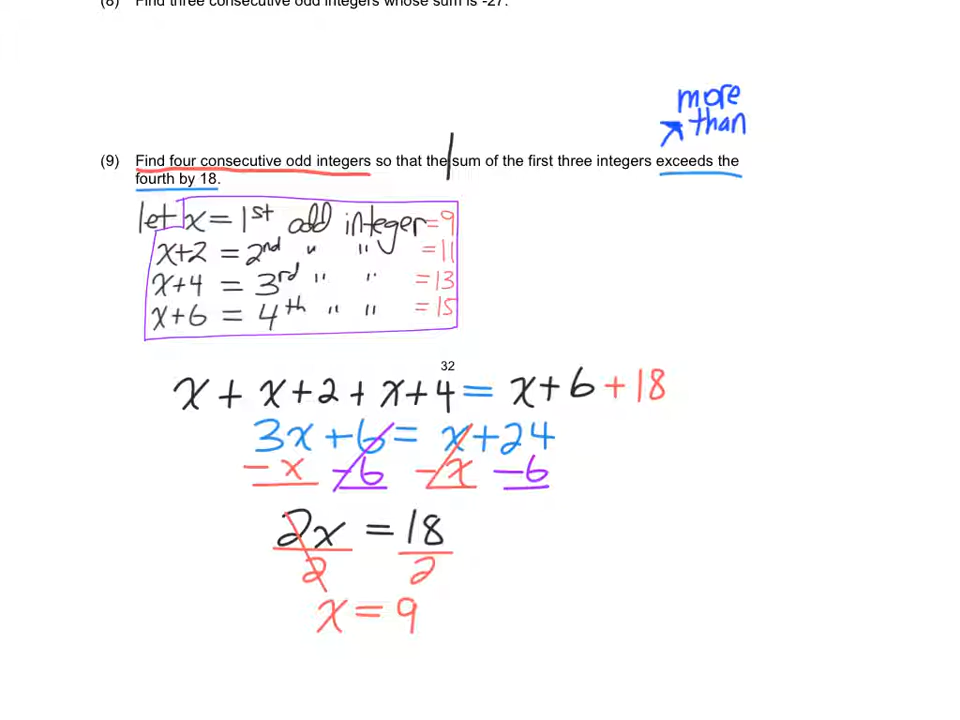 (8) Find three consecutive odd integers whose sum is -27.
more
than
(9) Find four consecutive odd integers so that the sum of the first three integers exceeds the
fourth by 18.
let x = 1st odd integer = 9
x+2 = 2nd " " = 11
x+4 = 3rd " " = 13
x+6 = 4th " " = 15
32
x + x+2 + x+4 = x+6 +18
3x +6 = x+24
-x -6 -x -6
2x = 18
2 2
x = 9